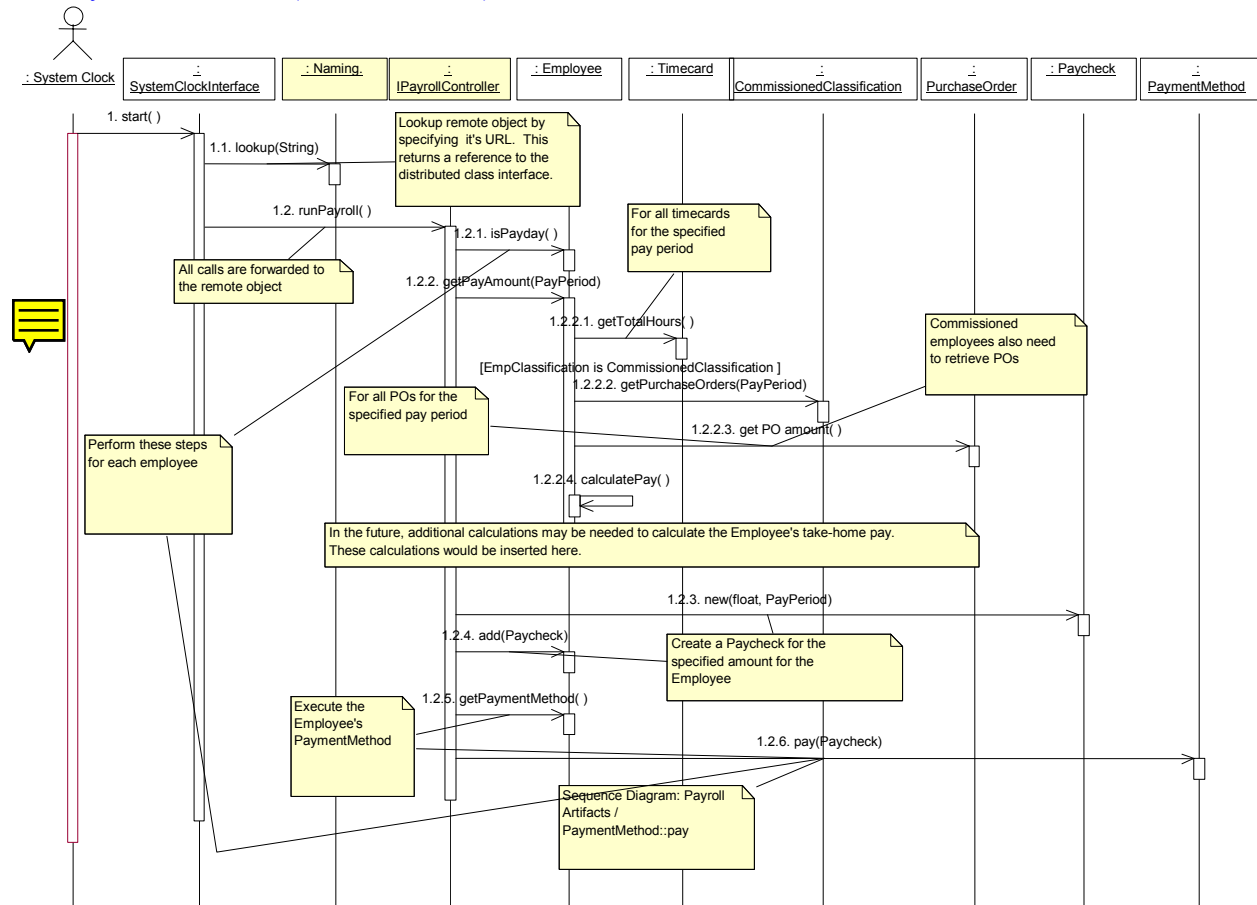 : System Clock
:
SystemClockInterface
: Naming.
:
IPayrollController
: Employee
: Timecard
:
CommissionedClassification
:
PurchaseOrder
: Paycheck
:
PaymentMethod
1. start( )
Lookup remote object by
specifying it's URL. This
returns a reference to the
distributed class interface.
1.1. lookup(String)
1.2. runPayroll( )
For all timecards
for the specified
pay period
1.2.1. isPayday( )
All calls are forwarded to
the remote object
1.2.2. getPayAmount(PayPeriod)
1.2.2.1. getTotalHours( )
Commissioned
employees also need
to retrieve POs
[EmpClassification is CommissionedClassification ]
1.2.2.2. getPurchaseOrders(PayPeriod)
For all POs for the
specified pay period
1.2.2.3. get PO amount( )
Perform these steps
for each employee
1.2.2.4. calculatePay( )
In the future, additional calculations may be needed to calculate the Employee's take-home pay.
These calculations would be inserted here.
1.2.3. new(float, PayPeriod)
1.2.4. add(Paycheck)
Create a Paycheck for the
specified amount for the
Employee
1.2.5. getPaymentMethod( )
Execute the
Employee's
PaymentMethod
1.2.6. pay(Paycheck)
Sequence Diagram: Payroll
Artifacts /
PaymentMethod::pay